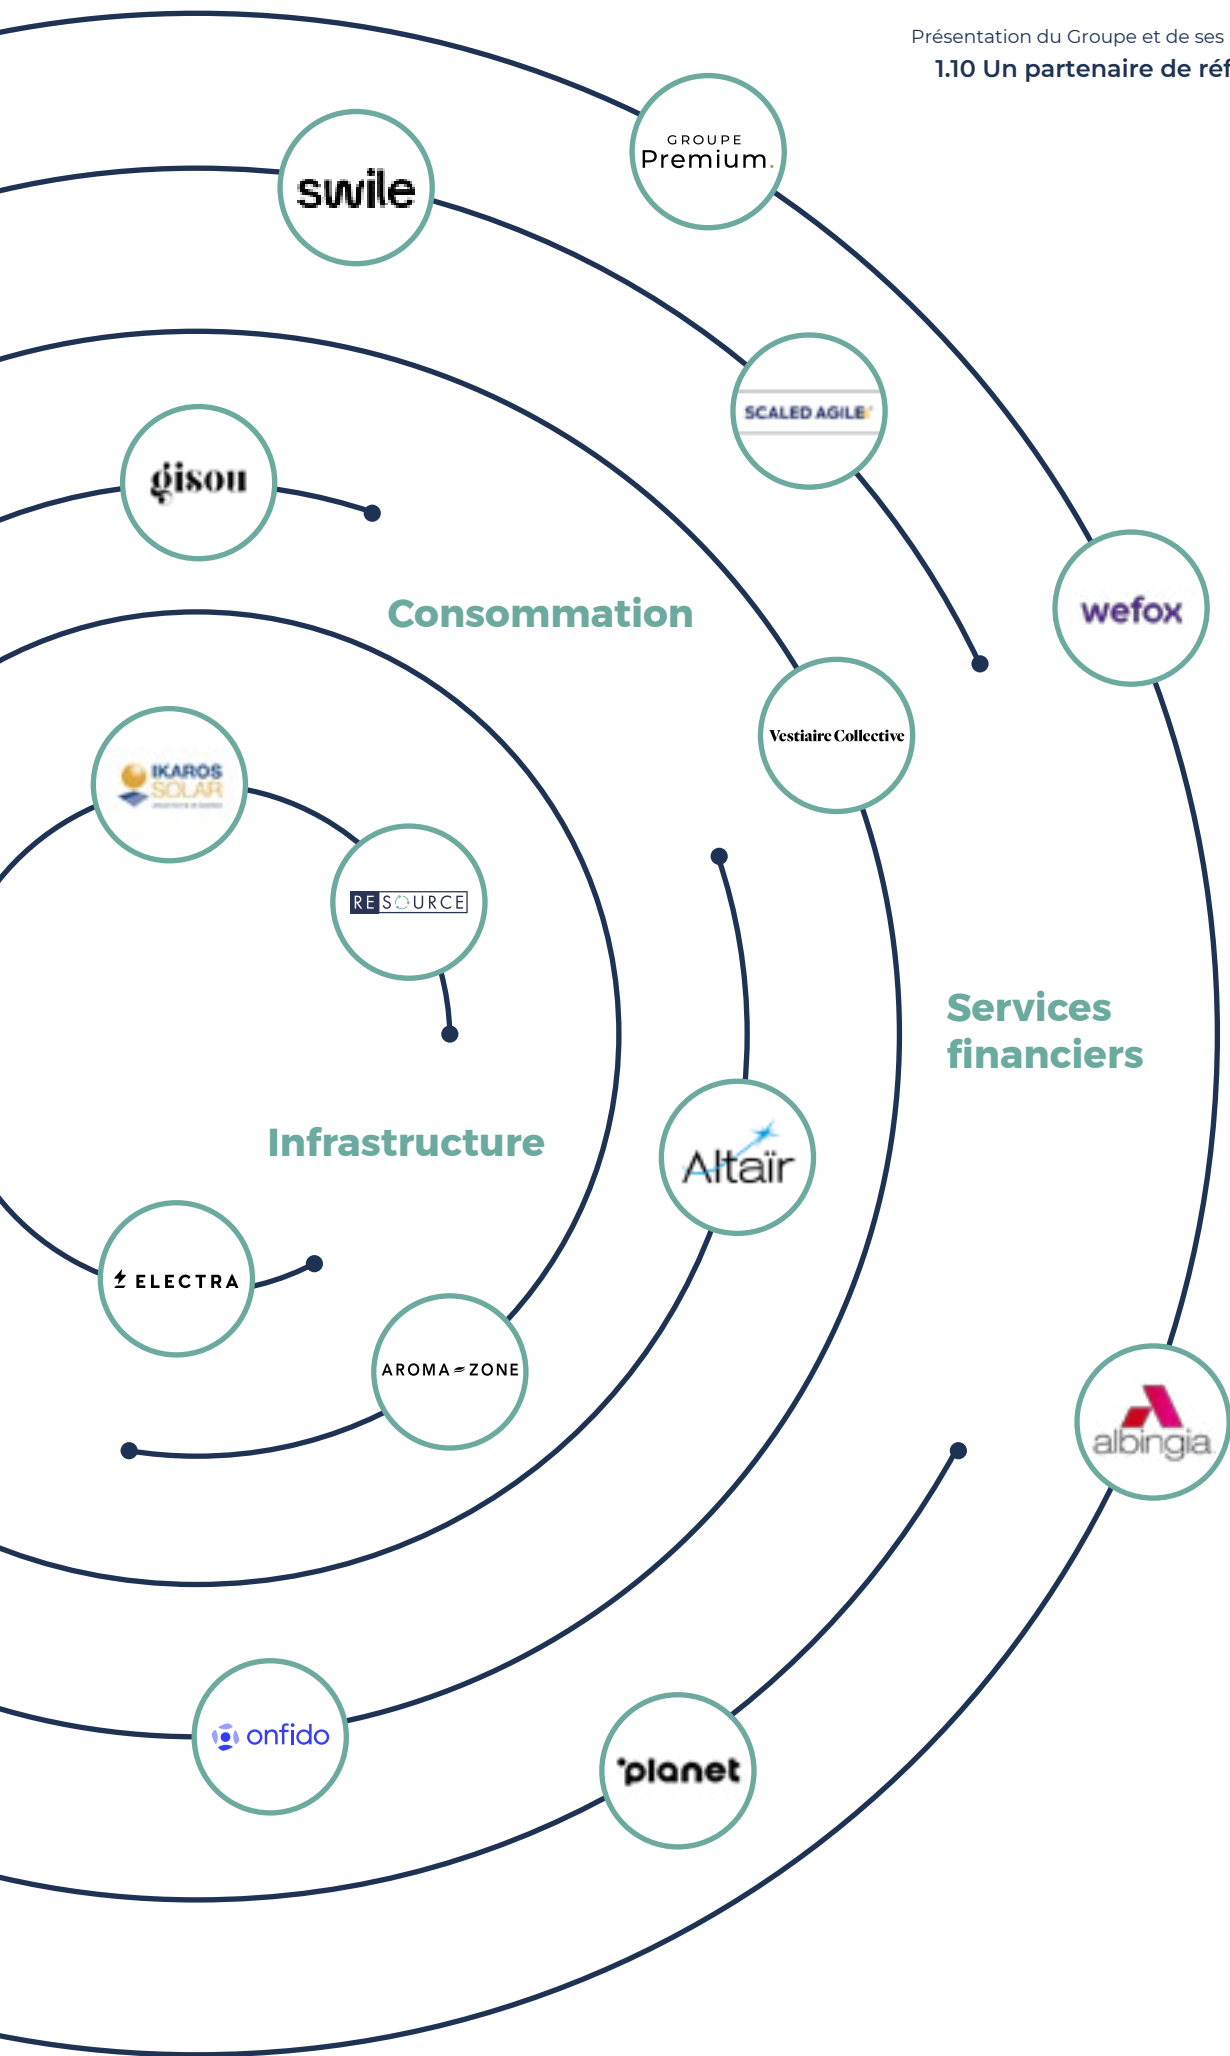 Présentation du Groupe et de ses
1.10 Un partenaire de réf
GROUPE
Premium.
swile
SCALED AGILE
gisou
wefox
Consommation
Vestiaire Collective
IKAROS
SOLAR
RESOURCE
Services
financiers
Infrastructure
Altaïr
ELECTRA
AROMA-ZONE
albingia
onfido
planet